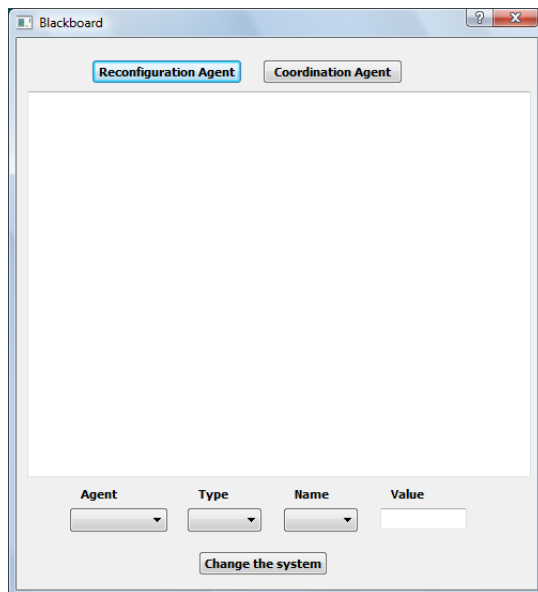 Blackboard ?
Reconfiguration Agent Coordination Agent
Agent Type Name Value
Change the system